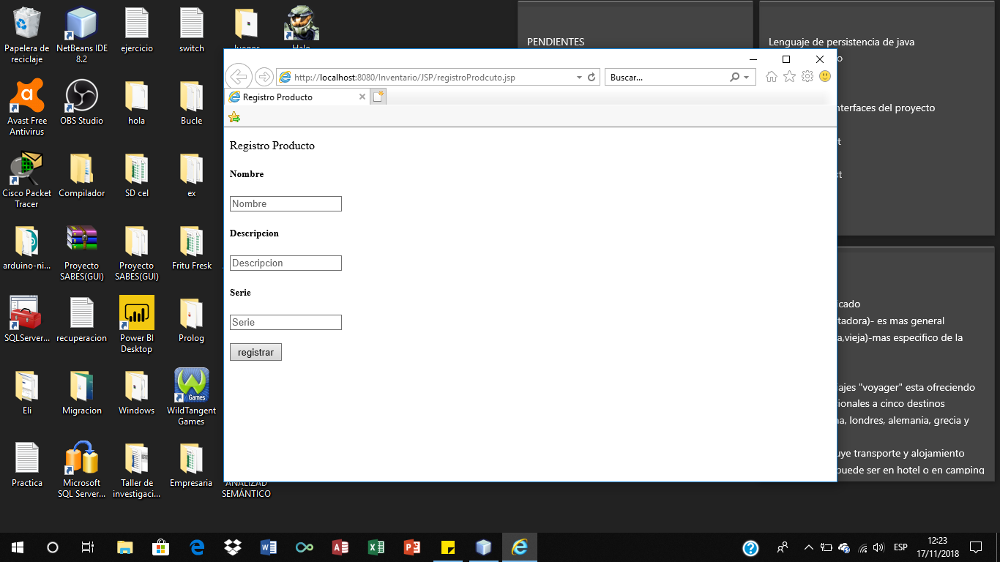 Papelera de
reciclaje
NetBeans IDE
8.2
ejercicio
switch
Juegos
Halo
Avast Free
Antivirus
OBS Studio
hola
Bucle
Cisco Packet
Tracer
Compilador
SD cel
ex
arduino-ni...
Proyecto
SABES(GUI)
Proyecto
SABES(GUI)
Fritu Fresk
SQLServer...
recuperacion
Power BI
Desktop
Prolog
Eli
Migracion
Windows
WildTangent
Games
Practica
Microsoft
SQL Server...
Taller de
investigaci...
Empresaria
ANALIZAD
SEMÁNTICO
http://localhost:8080/Inventario/JSP/registroProdcuto.jsp
Buscar...
Registro Producto
Registro Producto
Nombre
Nombre
Descripcion
Descripcion
Serie
Serie
registrar
PENDIENTES
Lenguaje de persistencia de java
o
nterfaces del proyecto
t
st
icado
tadora)- es mas general
a,vieja)-mas especifico de la
iajes "voyager" esta ofreciendo
ionales a cinco destinos
na, londres, alemania, grecia y
uye transporte y alojamiento
puede ser en hotel o en camping
ESP
12:23
17/11/2018